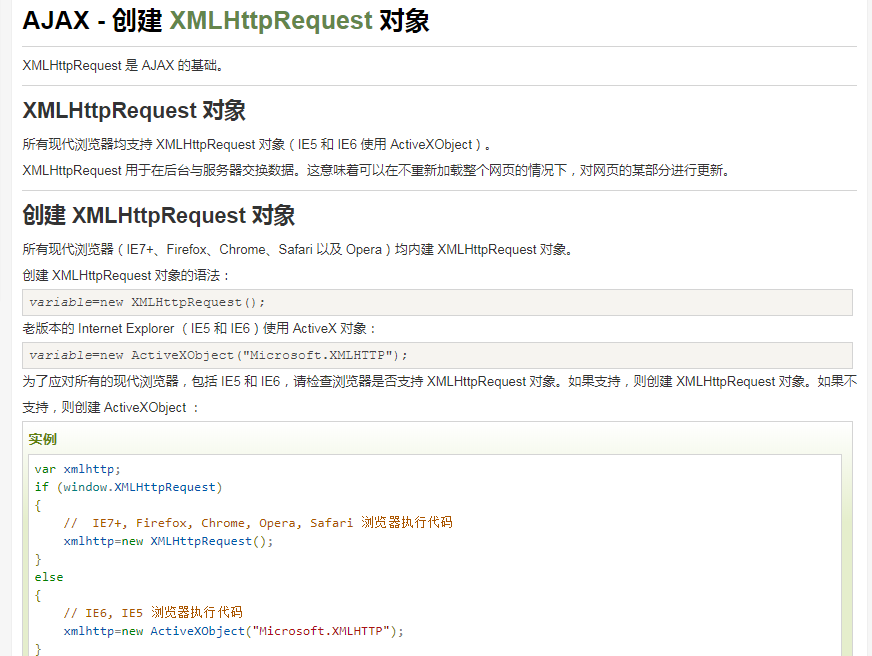 AJAX - 创建 XMLHttpRequest 对象
XMLHttpRequest 是 AJAX 的基础。
XMLHttpRequest 对象
所有现代浏览器均支持 XMLHttpRequest 对象（IE5 和 IE6 使用 ActiveXObject）。
XMLHttpRequest 用于在后台与服务器交换数据。这意味着可以在不重新加载整个网页的情况下，对网页的某部分进行更新。
创建 XMLHttpRequest 对象
所有现代浏览器（IE7+、Firefox、Chrome、Safari 以及 Opera）均内建 XMLHttpRequest 对象。
创建 XMLHttpRequest 对象的语法：
variable=new XMLHttpRequest();
老版本的 Internet Explorer （IE5 和 IE6）使用 ActiveX 对象：
variable=new ActiveXObject("Microsoft.XMLHTTP");
为了应对所有的现代浏览器，包括 IE5 和 IE6，请检查浏览器是否支持 XMLHttpRequest 对象。如果支持，则创建 XMLHttpRequest 对象。如果不
支持，则创建 ActiveXObject ：
实例
var xmlhttp;
if (window.XMLHttpRequest)
{
    //  IE7+, Firefox, Chrome, Opera, Safari 浏览器执行代码
    xmlhttp=new XMLHttpRequest();
}
else
{
    // IE6, IE5 浏览器执行代码
    xmlhttp=new ActiveXObject("Microsoft.XMLHTTP");
}